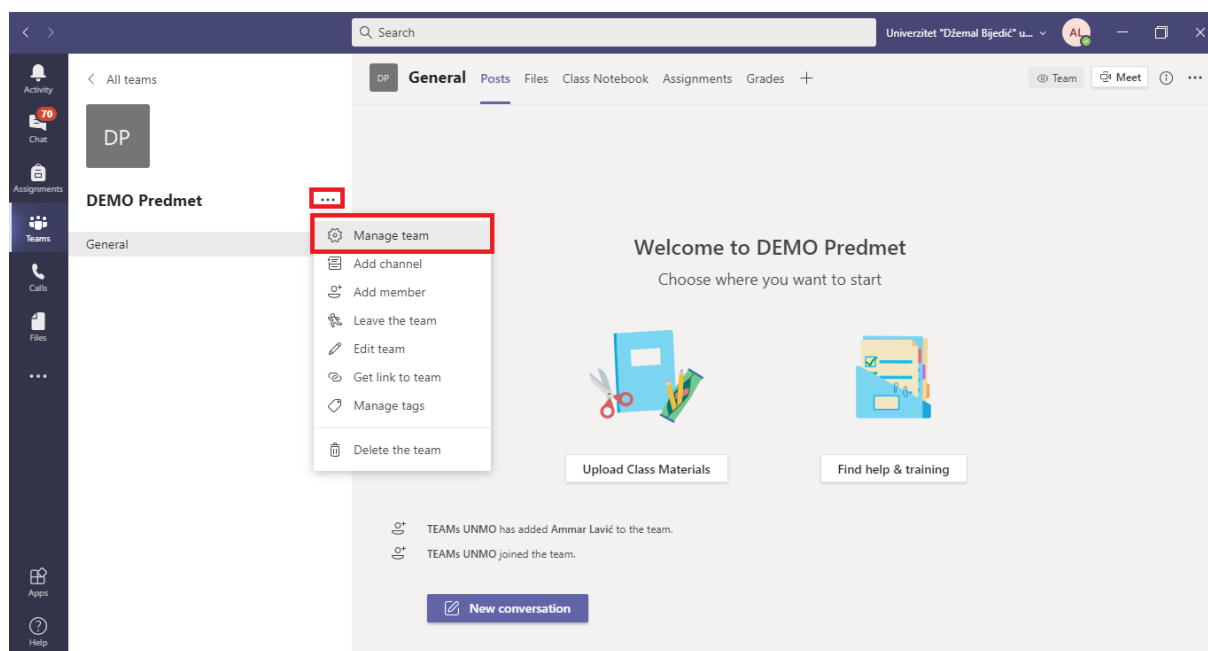 Search
Univerzitet "Džemal Bijedić" u...
AL
Activity
70
Chat
Assignments
Teams
Calls
Files
Apps
Help
All teams
DP
DEMO Predmet
General
Manage team
Add channel
Add member
Leave the team
Edit team
Get link to team
Manage tags
Delete the team
DP General Posts Files Class Notebook Assignments Grades
Team Meet
Welcome to DEMO Predmet
Choose where you want to start
Upload Class Materials
Find help & training
TEAMs UNMO has added Ammar Lavić to the team.
TEAMs UNMO joined the team.
New conversation